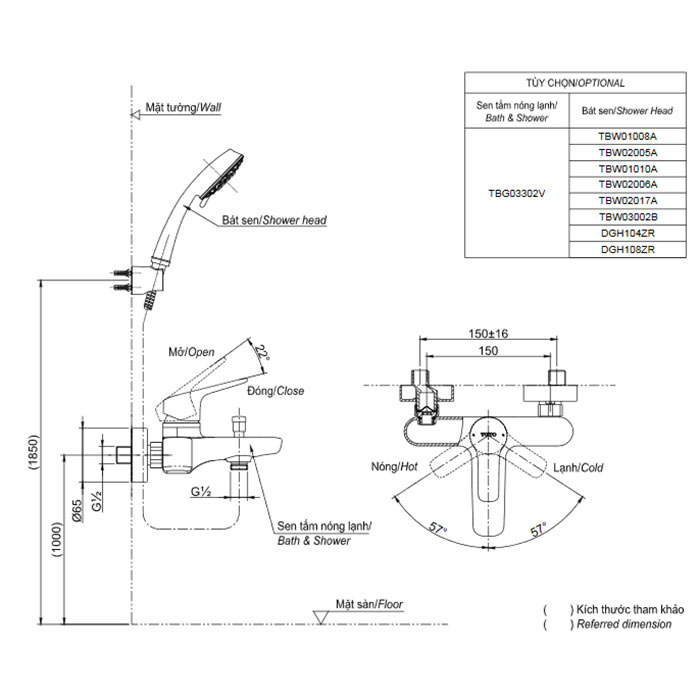 TÙY CHỌN/OPTIONAL
Sen tắm nóng lạnh/
Bath & Shower
Bát sen/Shower Head
TBG03302V
TBW01008A
TBW02005A
TBW01010A
TBW02006A
TBW02017A
TBW03002B
DGH104ZR
DGH108ZR
Mặt tường/Wall
Bát sen/Shower head
Mở/Open
22°
Đóng/Close
(1850)
(1000)
Ø65
G½
G½
Sen tắm nóng lạnh/
Bath & Shower
Mặt sàn/Floor
150±16
150
TOTO
Nóng/Hot
Lạnh/Cold
57°
57°
( ) Kích thước tham khảo
( ) Referred dimension